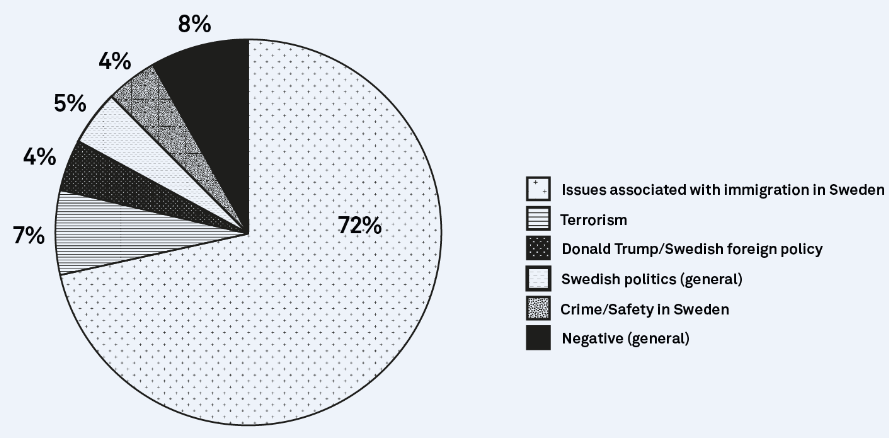 8%
4%
5%
4%
7%
72%
Issues associated with immigration in Sweden
Terrorism
Donald Trump/Swedish foreign policy
Swedish politics (general)
Crime/Safety in Sweden
Negative (general)